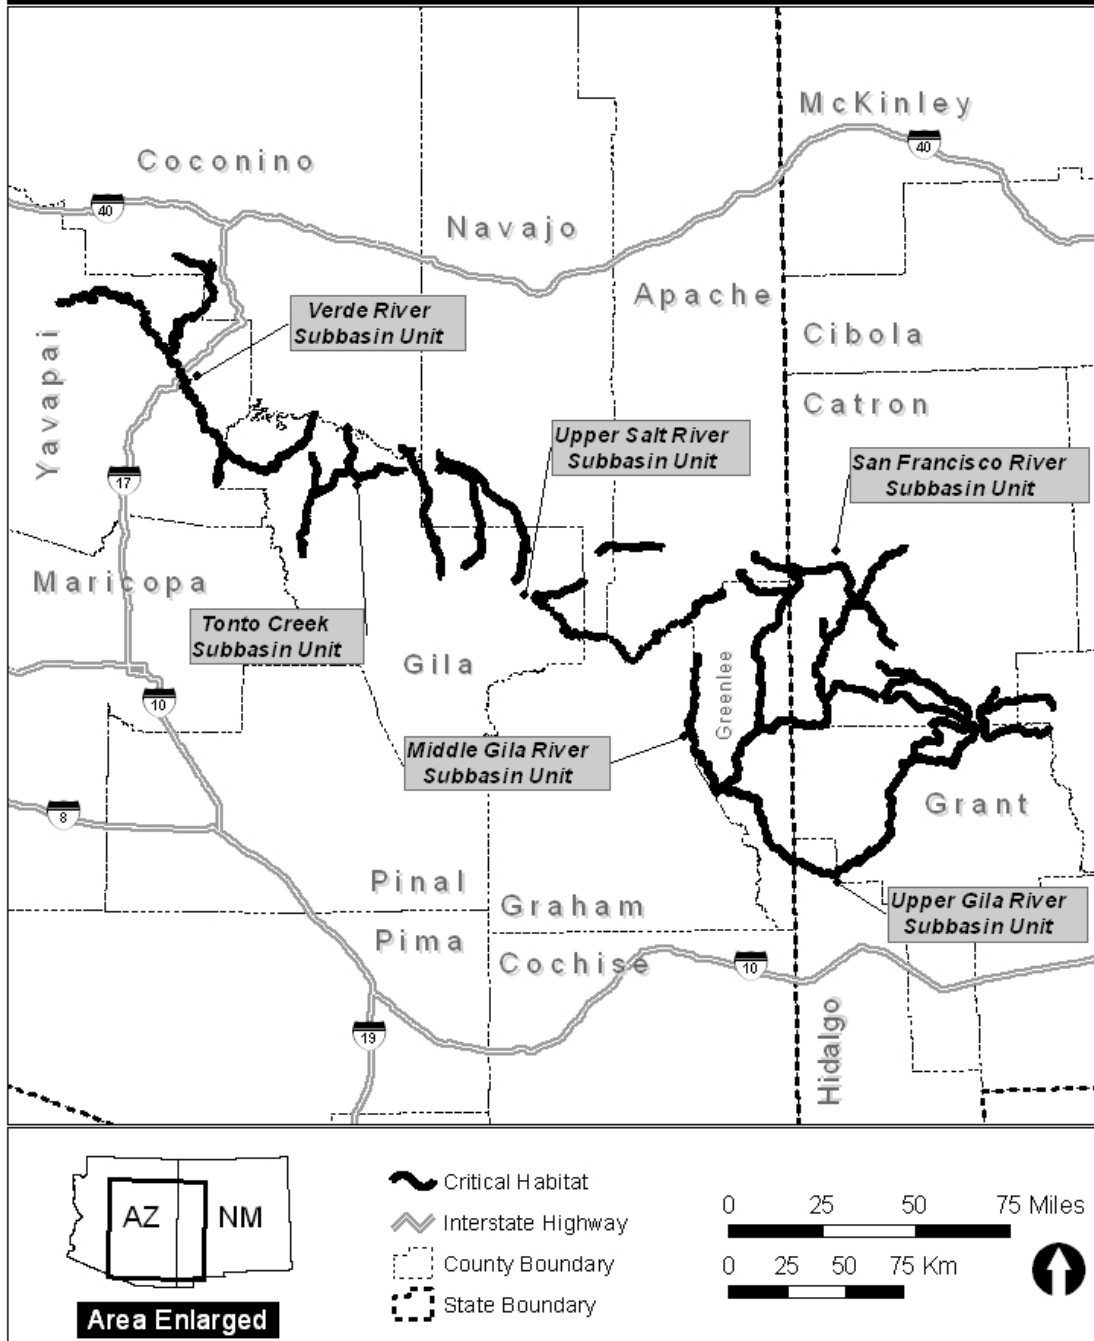 McKinley
40
Coconino
40
Navajo
Apache
Verde River
Subbasin Unit
Cibola
Yavapai
Catron
Upper Salt River
Subbasin Unit
San Francisco River
Subbasin Unit
17
Maricopa
Tonto Creek
Subbasin Unit
Gila
Greenlee
10
Middle Gila River
Subbasin Unit
Grant
8
Pinal
Graham
Upper Gila River
Subbasin Unit
Pima
Cochise
10
19
Hidalgo
AZ
NM
Area Enlarged
Critical Habitat
Interstate Highway
County Boundary
State Boundary
0 25 50 75 Miles
0 25 50 75 Km